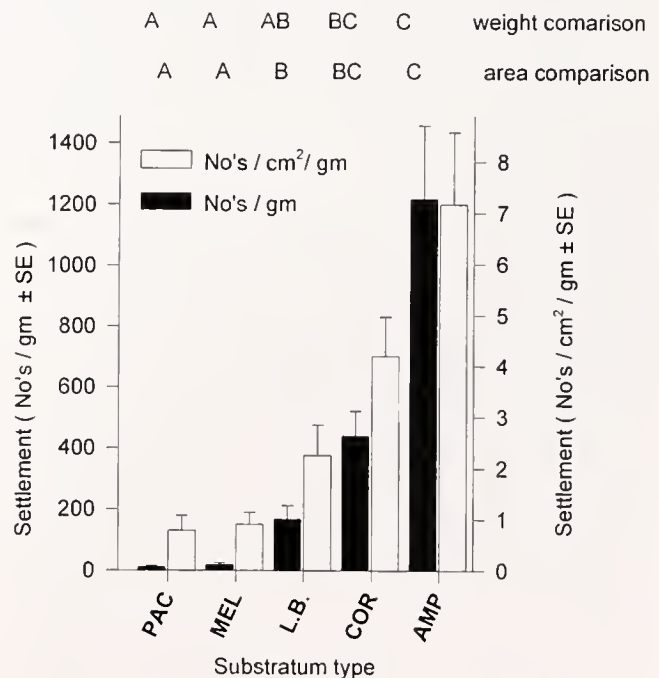 A A AB BC C weight comarison
A A B BC C area comparison
No's / cm²/ gm
No's / gm
1400
1200
1000
800
600
400
200
0
Settlement ( No's / gm ± SE )
8
7
6
5
4
3
2
1
0
Settlement ( No's / cm² / gm ± SE )
PAC MEL L.B. COR AMP
Substratum type